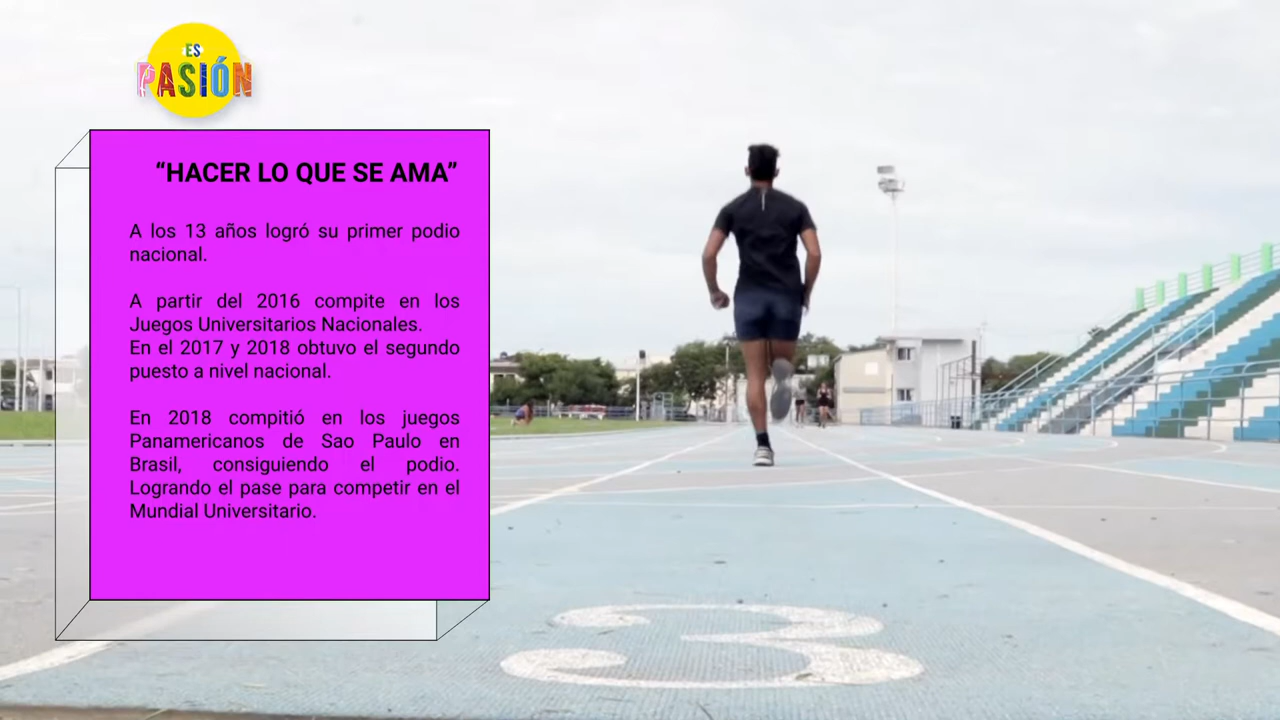 ES
PASIÓN
“HACER LO QUE SE AMA”
A los 13 años logró su primer podio
nacional.
A partir del 2016 compite en los
Juegos Universitarios Nacionales.
En el 2017 y 2018 obtuvo el segundo
puesto a nivel nacional.
En 2018 compitió en los juegos
Panamericanos de Sao Paulo en
Brasil, consiguiendo el podio.
Logrando el pase para competir en el
Mundial Universitario.
3